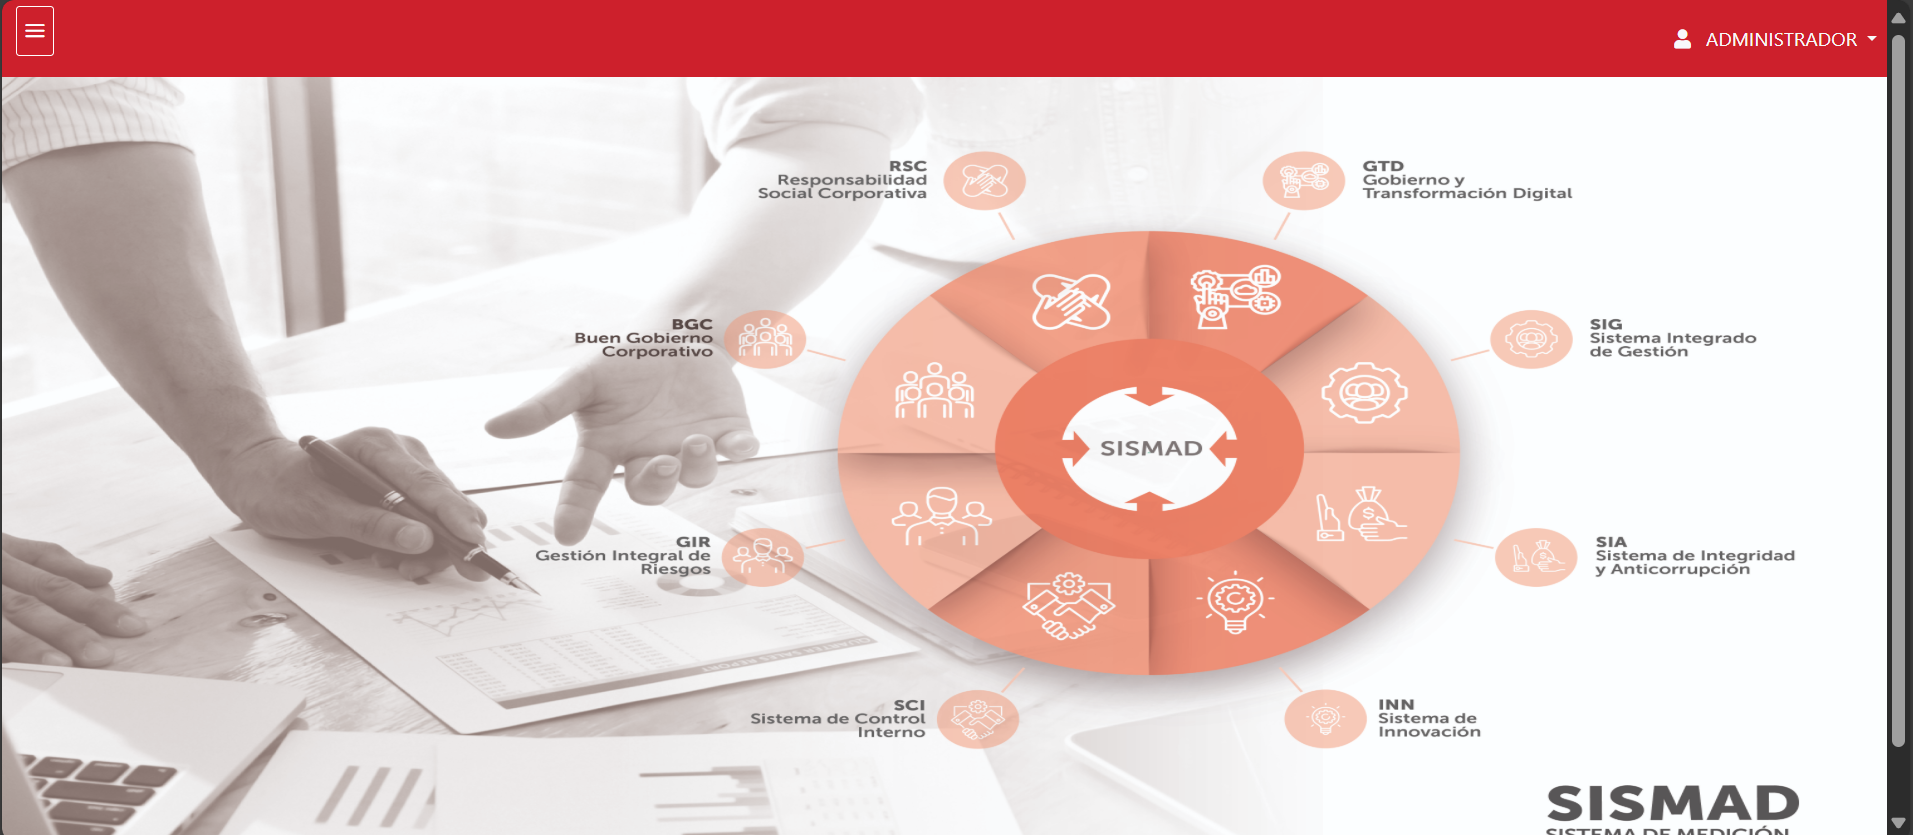 ADMINISTRADOR
RSC
Responsabilidad
Social Corporativa
GTD
Gobierno y
Transformación Digital
BGC
Buen Gobierno
Corporativo
SIG
Sistema Integrado
de Gestión
SISMAD
GIR
Gestión Integral de
Riesgos
SIA
Sistema de Integridad
y Anticorrupción
SCI
Sistema de Control
Interno
INN
Sistema de
Innovación
SISMAD
SISTEMA DE MEDICIÓN